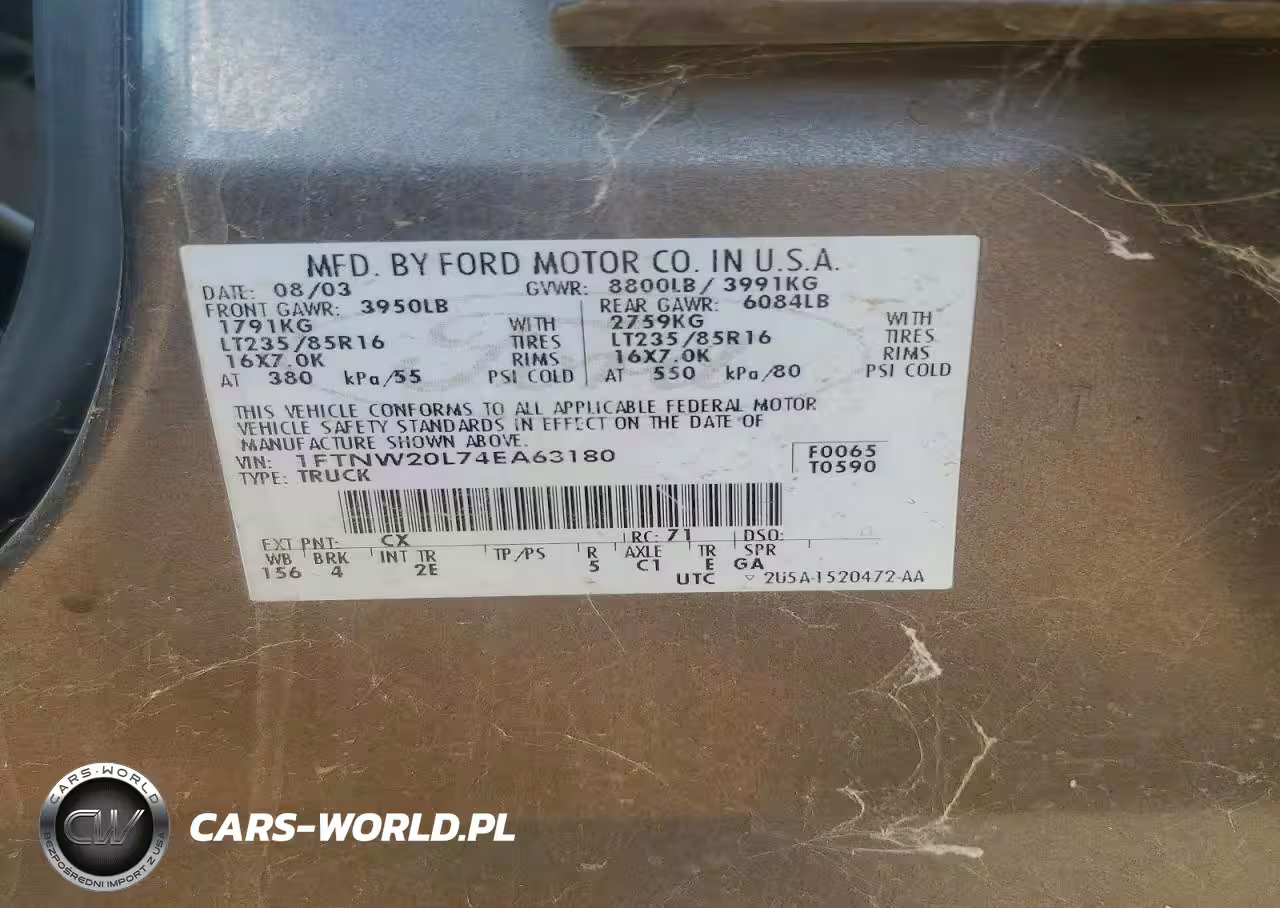 MFD. BY FORD MOTOR CO. IN U.S.A.
DATE: 08/03 GVWR: 8800LB/ 3991KG
FRONT GAWR: 3950LB REAR GAWR: 6084LB
1791KG WITH 2759KG WITH
LT235/85R16 TIRES LT235/85R16 TIRES
16X7.0K RIMS 16X7.0K RIMS
AT 380 kPa/55 PSI COLD AT 550 kPa/80 PSI COLD
THIS VEHICLE CONFORMS TO ALL APPLICABLE FEDERAL MOTOR
VEHICLE SAFETY STANDARDS IN EFFECT ON THE DATE OF
MANUFACTURE SHOWN ABOVE.
VIN: 1FTNW20L74EA63180 F0065
TYPE: TRUCK T0590
EXT PNT: CX RC: 71 DSO:
WB BRK INT TR TP/PS R AXLE TR SPR
156 4 2E 5 C1 E GA
UTC ▽ 2U5A-1520472-AA
CARS-WORLD
CW
BEZPOŚREDNI IMPORT Z USA
CARS-WORLD.PL